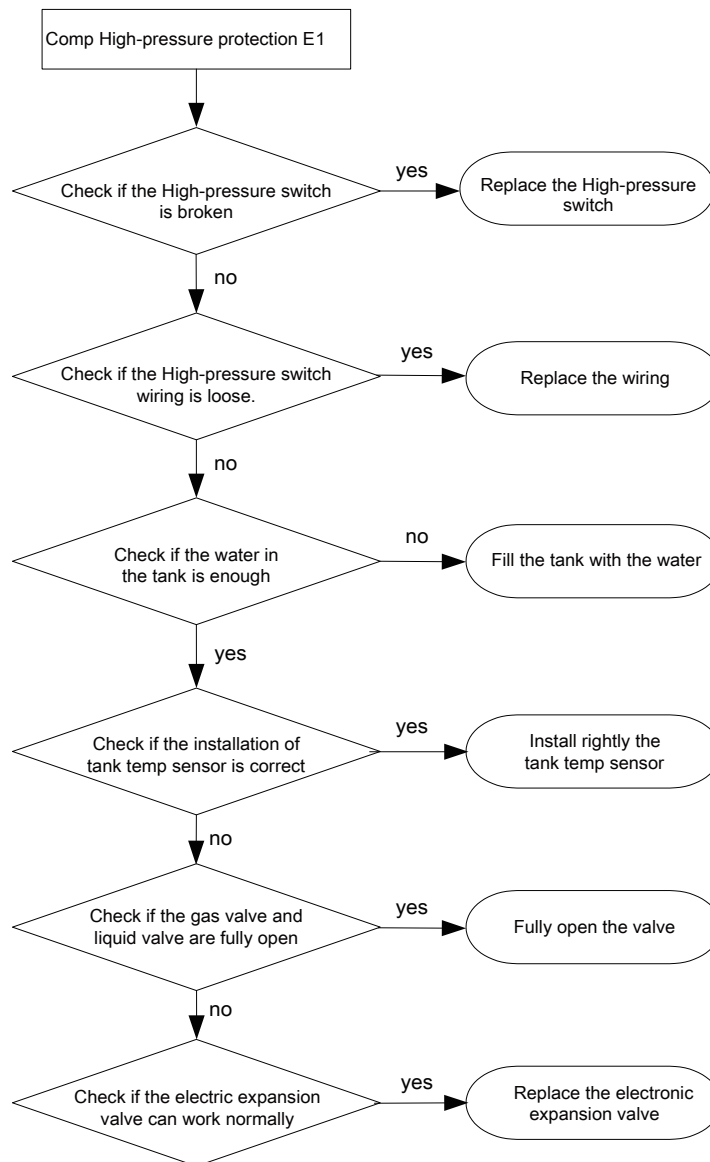 Comp High-pressure protection E1
Check if the High-pressure switch
is broken
yes
Replace the High-pressure
switch
no
Check if the High-pressure switch
wiring is loose.
yes
Replace the wiring
no
Check if the water in
the tank is enough
no
Fill the tank with the water
yes
Check if the installation of
tank temp sensor is correct
yes
Install rightly the
tank temp sensor
no
Check if the gas valve and
liquid valve are fully open
yes
Fully open the valve
no
Check if the electric expansion
valve can work normally
yes
Replace the electronic
expansion valve